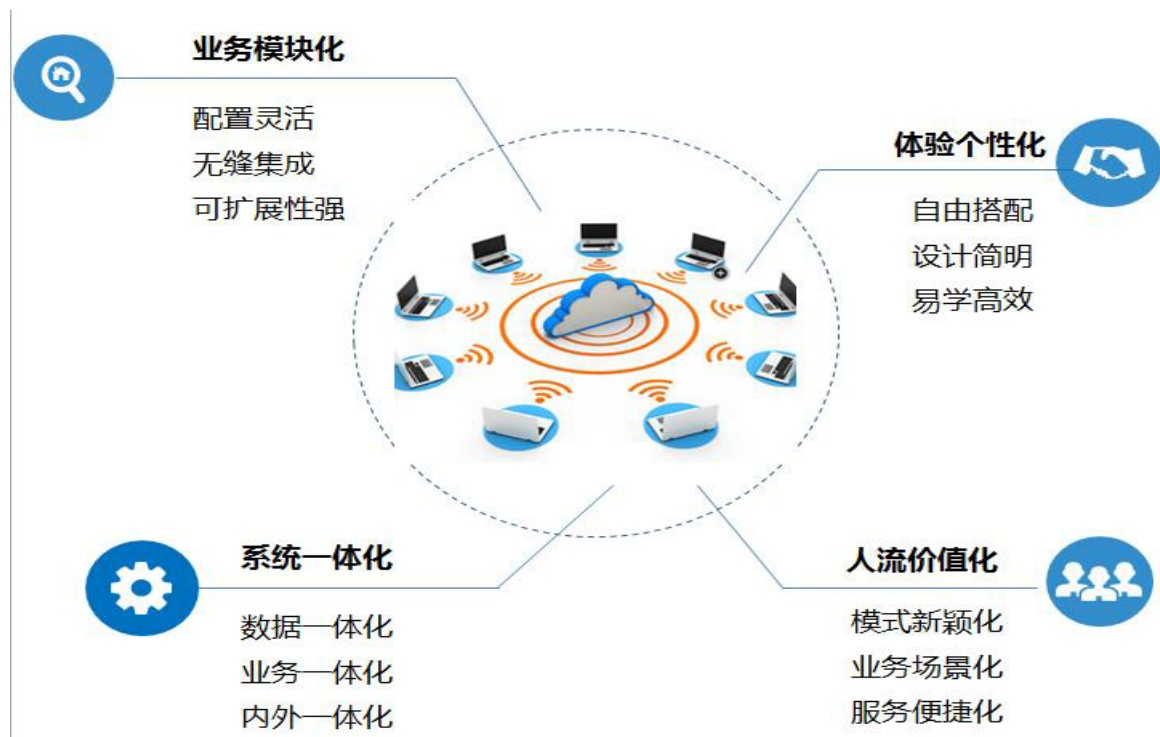 业务模块化
配置灵活
无缝集成
可扩展性强
体验个性化
自由搭配
设计简明
易学高效
系统一体化
数据一体化
业务一体化
内外一体化
人流价值化
模式新颖化
业务场景化
服务便捷化